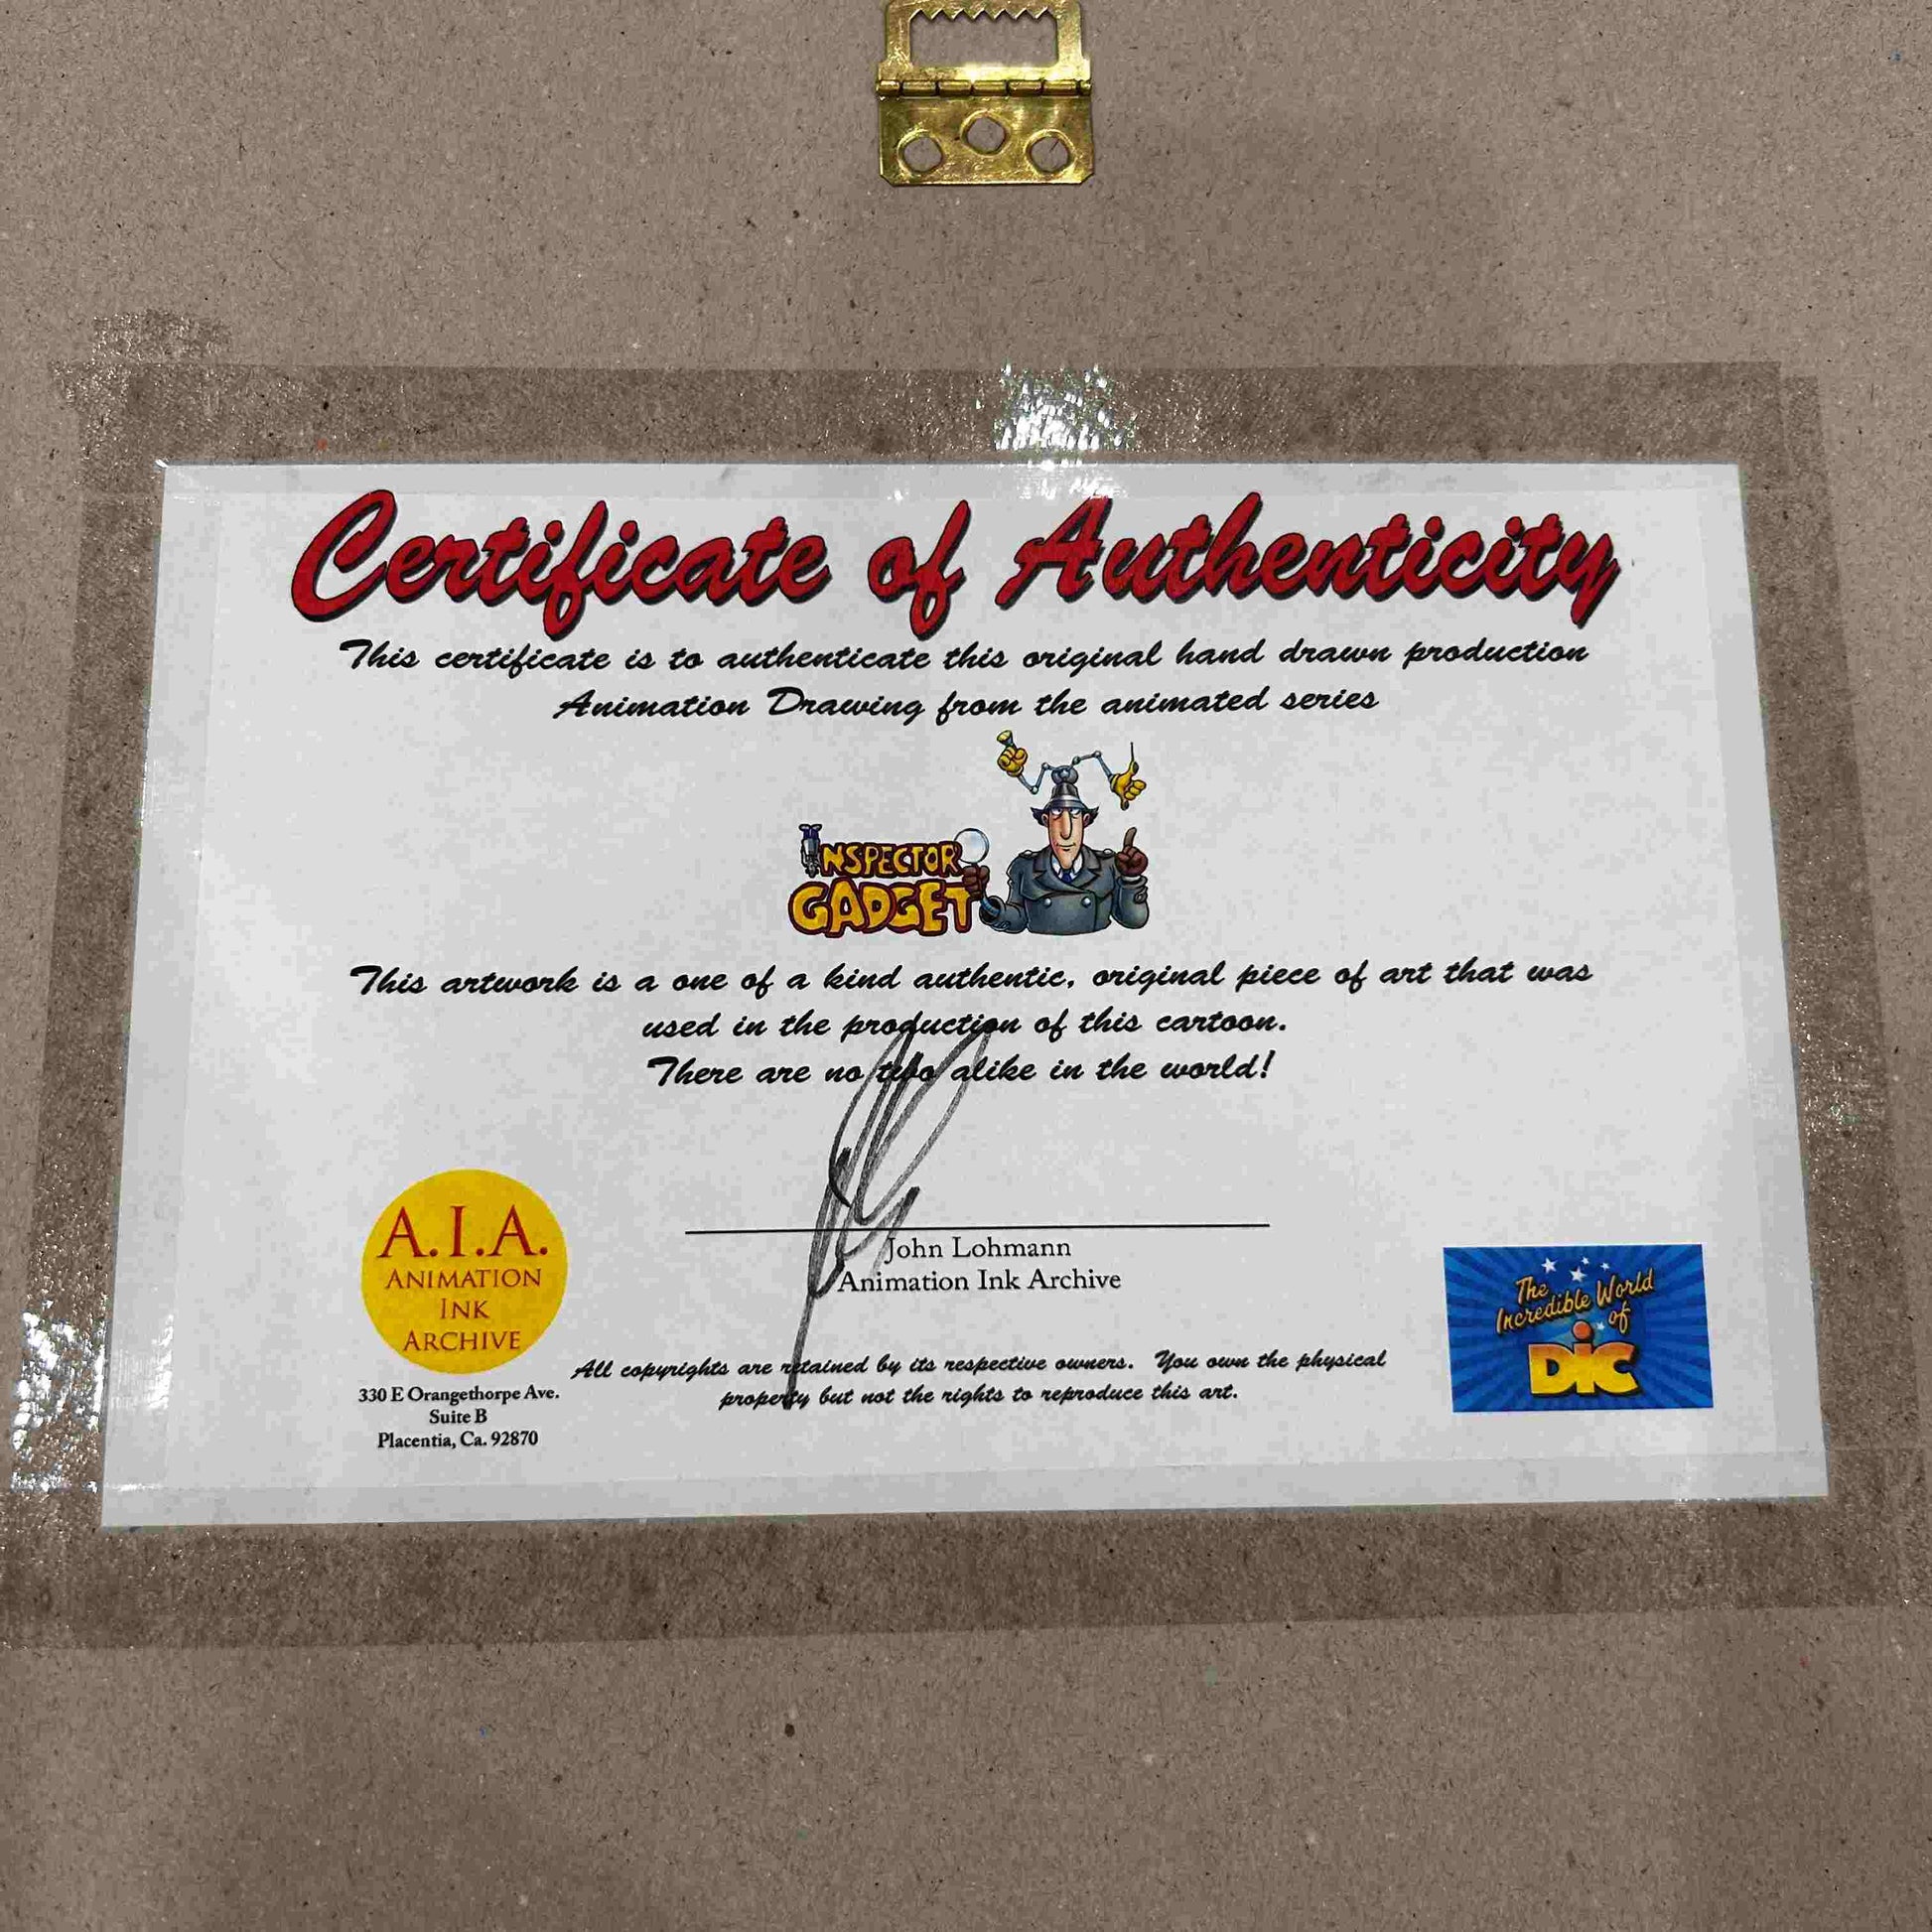 Certificate of Authenticity
This certificate is to authenticate this original hand drawn production
Animation Drawing from the animated series
INSPECTOR
GADGET
This artwork is a one of a kind authentic, original piece of art that was
used in the production of this cartoon.
There are no two alike in the world!
John Lohmann
Animation Ink Archive
A.I.A.
ANIMATION
INK
ARCHIVE
330 E Orangethorpe Ave.
Suite B
Placentia, Ca. 92870
All copyrights are retained by its respective owners. You own the physical
property but not the rights to reproduce this art.
The
Incredible World
of
DiC